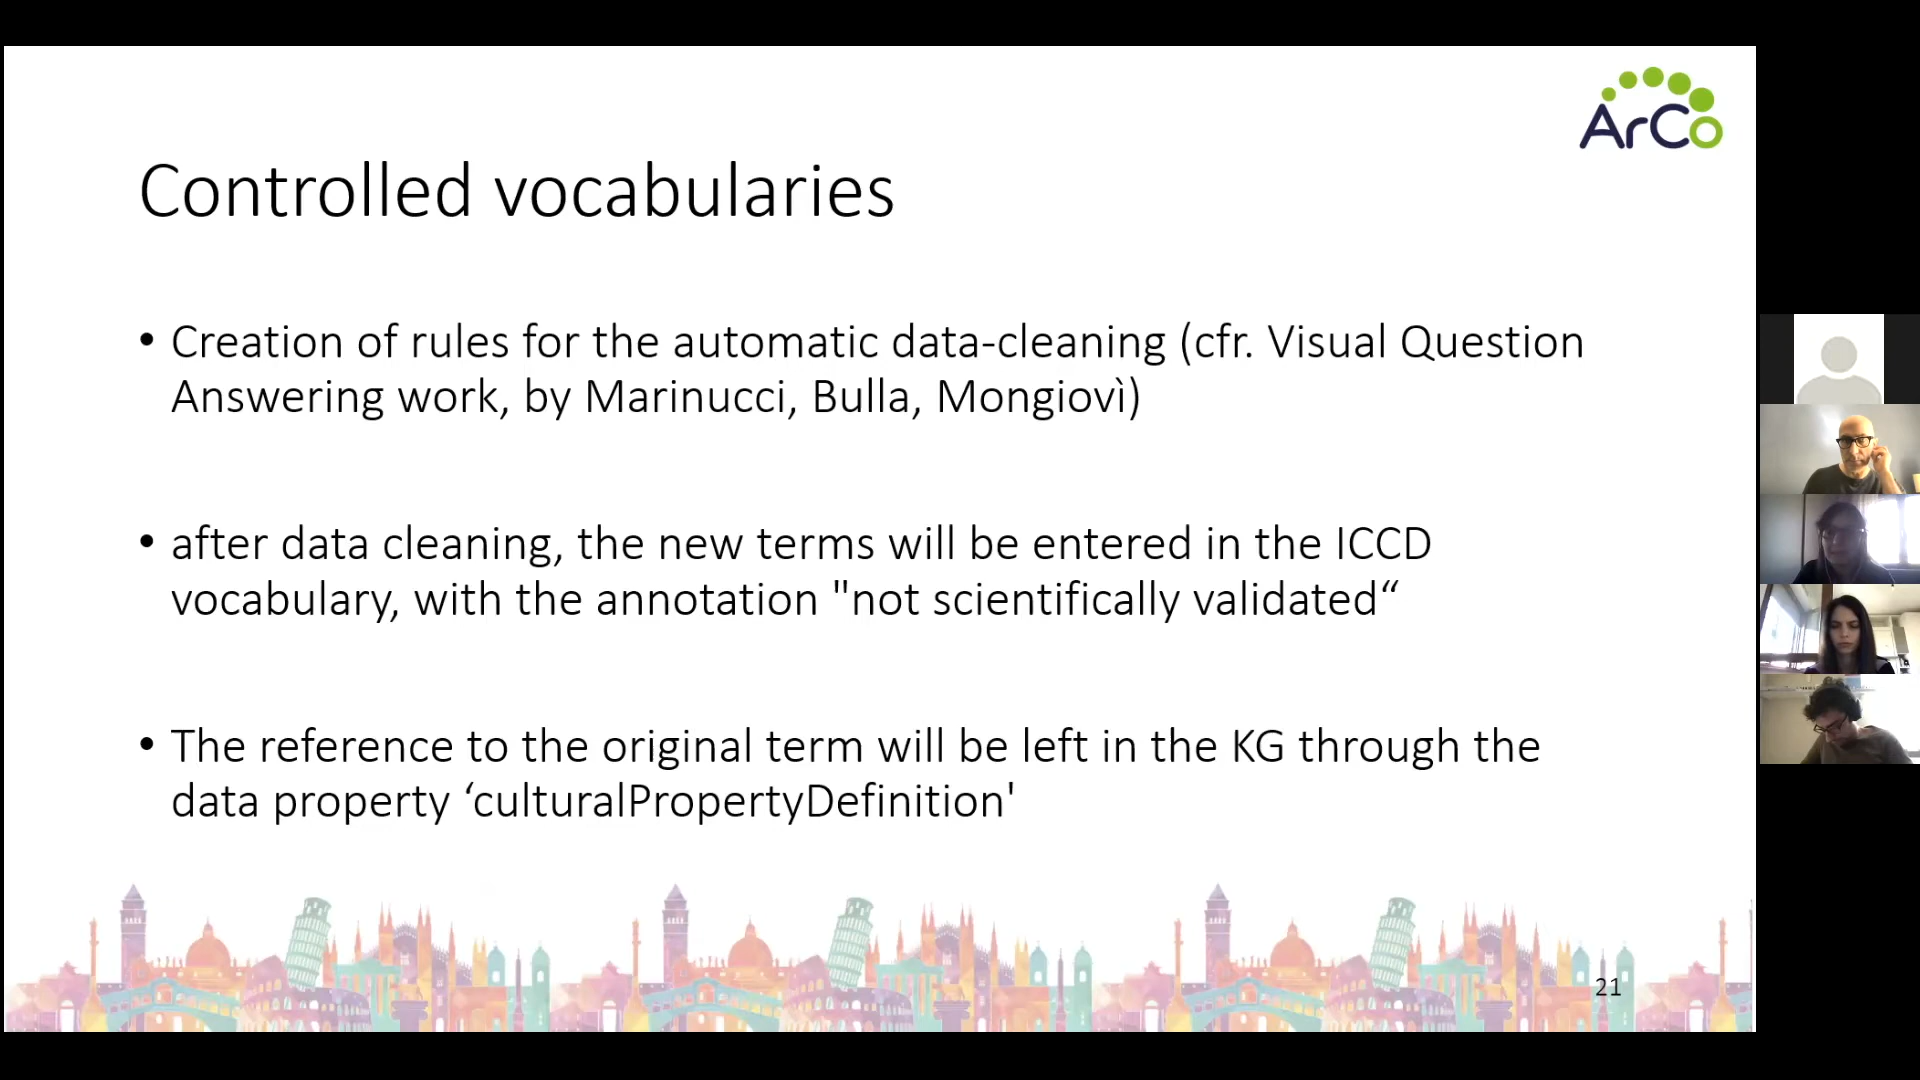 ArCo
Controlled vocabularies
• Creation of rules for the automatic data-cleaning (cfr. Visual Question
Answering work, by Marinucci, Bulla, Mongiovì)
• after data cleaning, the new terms will be entered in the ICCD
vocabulary, with the annotation "not scientifically validated“
• The reference to the original term will be left in the KG through the
data property ‘culturalPropertyDefinition'
21